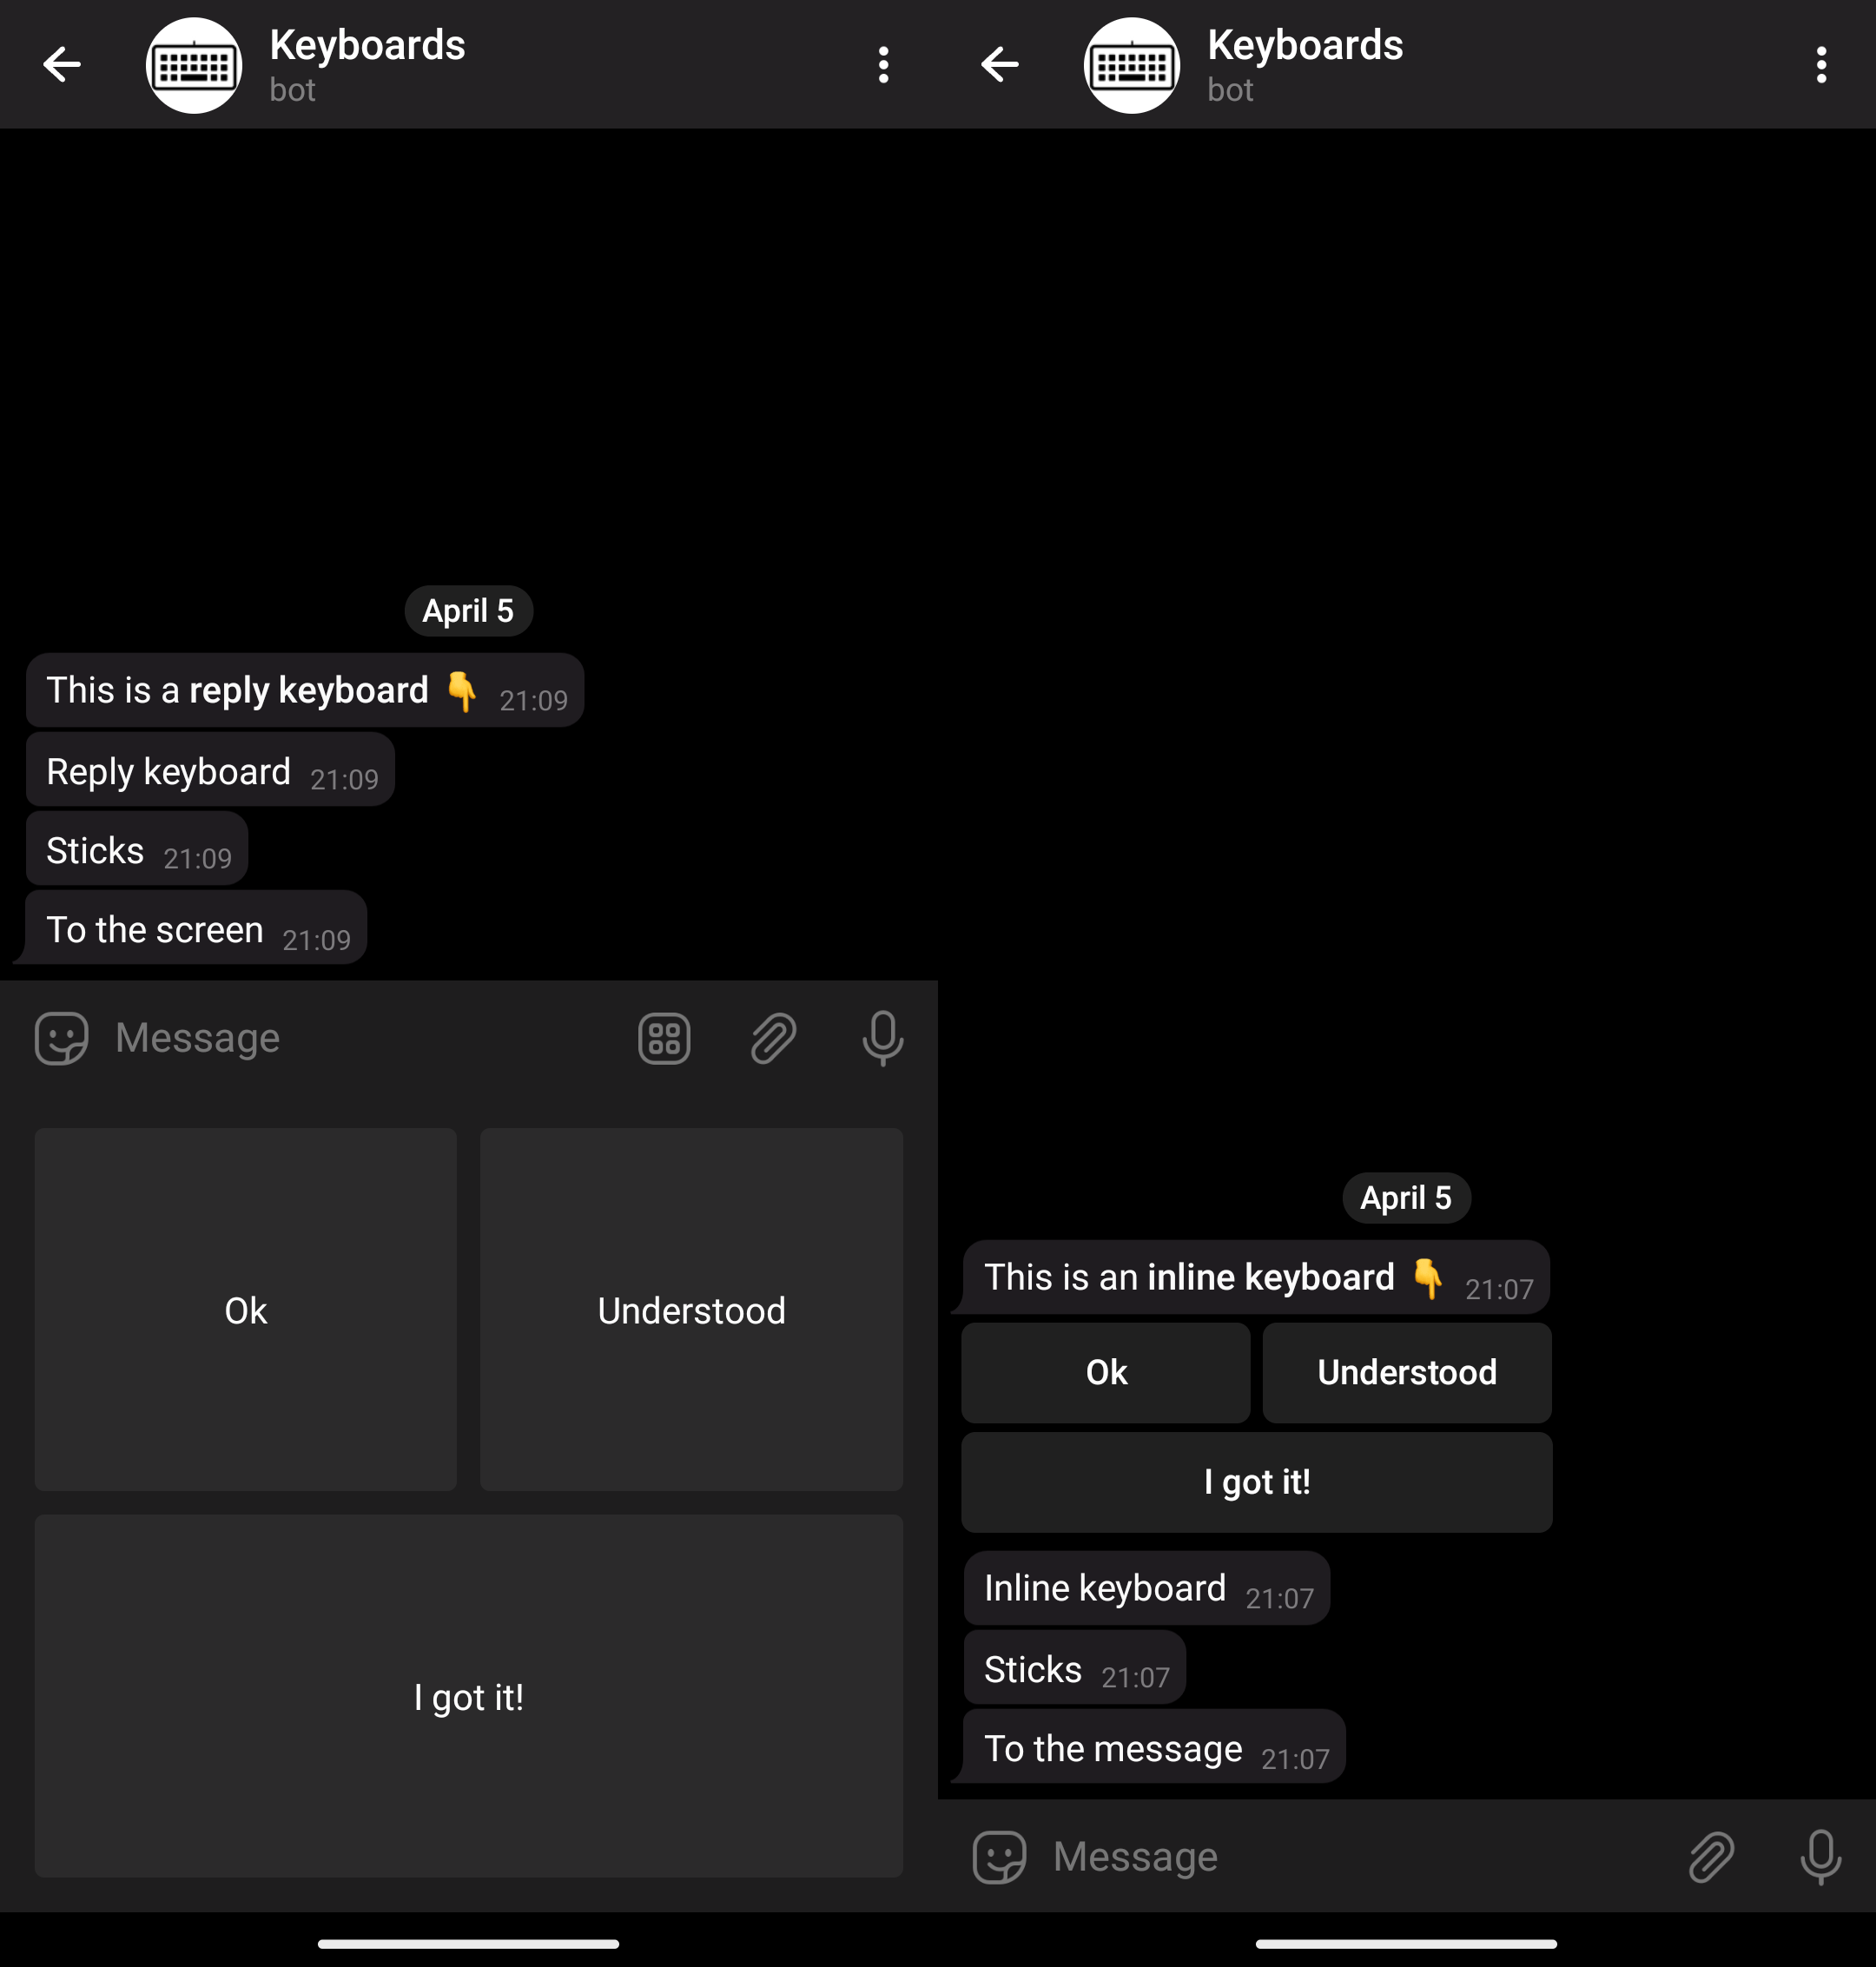 Keyboards
bot
April 5
This is a reply keyboard 👇 21:09
Reply keyboard 21:09
Sticks 21:09
To the screen 21:09
Message
Ok
Understood
I got it!
Keyboards
bot
April 5
This is an inline keyboard 👇 21:07
Ok
Understood
I got it!
Inline keyboard 21:07
Sticks 21:07
To the message 21:07
Message